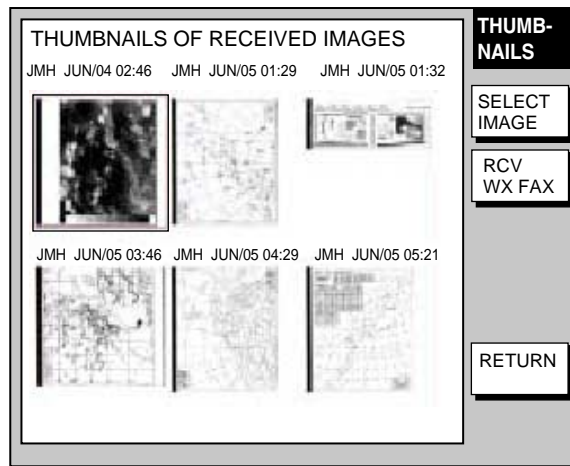 THUMBNAILS OF RECEIVED IMAGES
JMH JUN/04 02:46 JMH JUN/05 01:29 JMH JUN/05 01:32
JMH JUN/05 03:46 JMH JUN/05 04:29 JMH JUN/05 05:21
THUMB-
NAILS
SELECT
IMAGE
RCV
WX FAX
RETURN